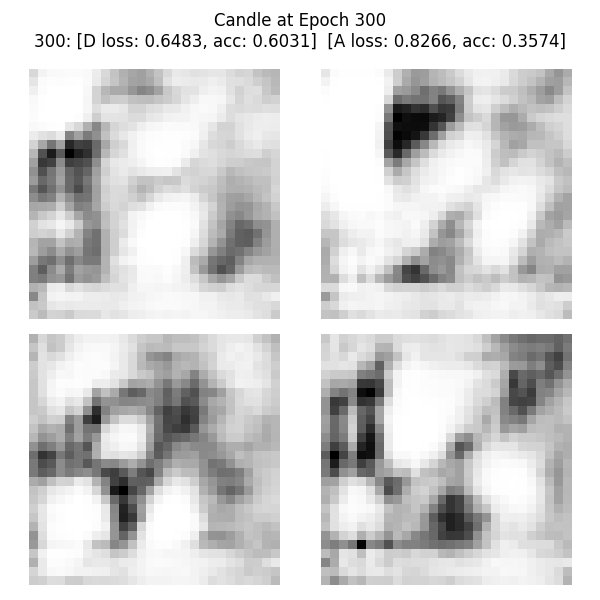 Candle at Epoch 300
300: [D loss: 0.6483, acc: 0.6031]  [A loss: 0.8266, acc: 0.3574]